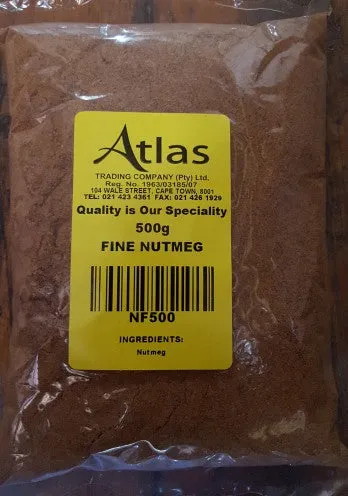 Atlas
TRADING COMPANY (Pty) Ltd.
Reg. No. 1963/03185/07
104 WALE STREET, CAPE TOWN, 8001
TEL: 021 423 4361 FAX: 021 426 1929
Quality is Our Speciality
500g
FINE NUTMEG
NF500
INGREDIENTS:
Nutmeg